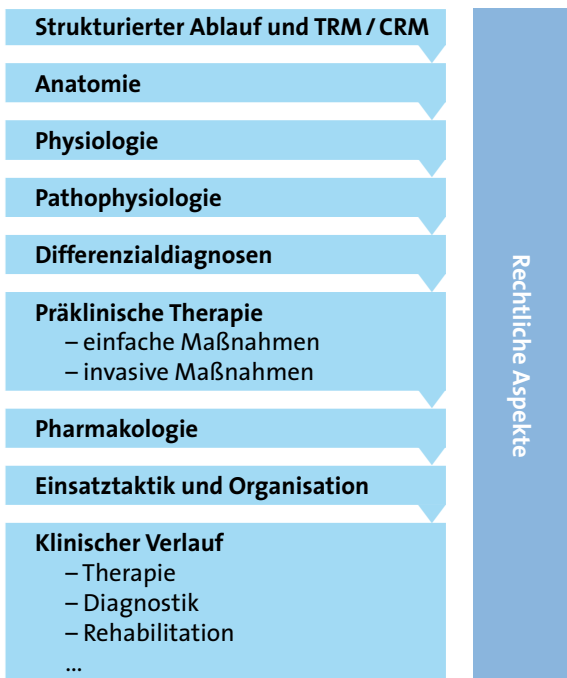 Strukturierter Ablauf und TRM / CRM
Anatomie
Physiologie
Pathophysiologie
Differenzialdiagnosen
Präklinische Therapie
– einfache Maßnahmen
– invasive Maßnahmen
Pharmakologie
Einsatztaktik und Organisation
Klinischer Verlauf
– Therapie
– Diagnostik
– Rehabilitation
...
Rechtliche Aspekte